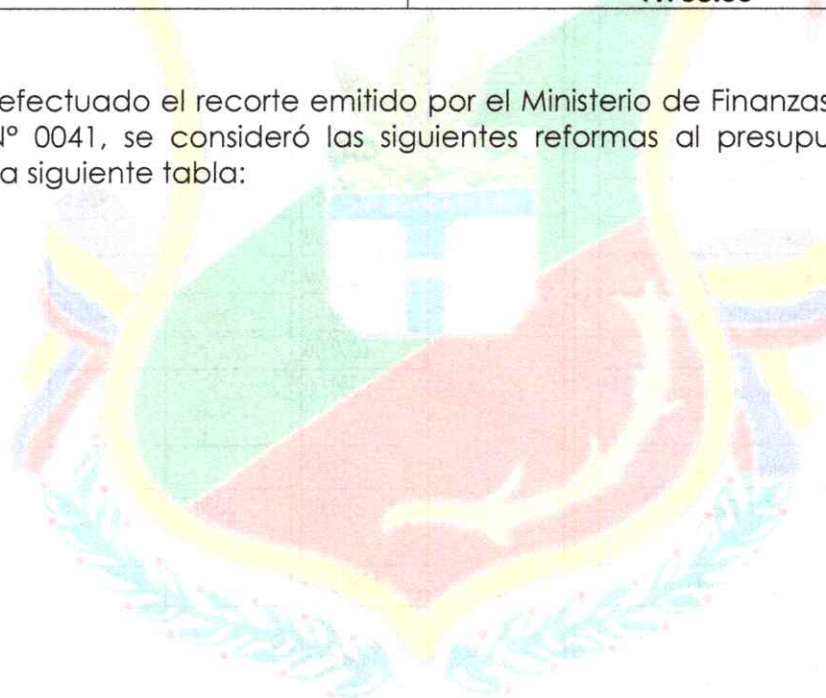 efectuado el recorte emitido por el Ministerio de Finanzas
N° 0041, se consideró las siguientes reformas al presupu
a siguiente tabla: